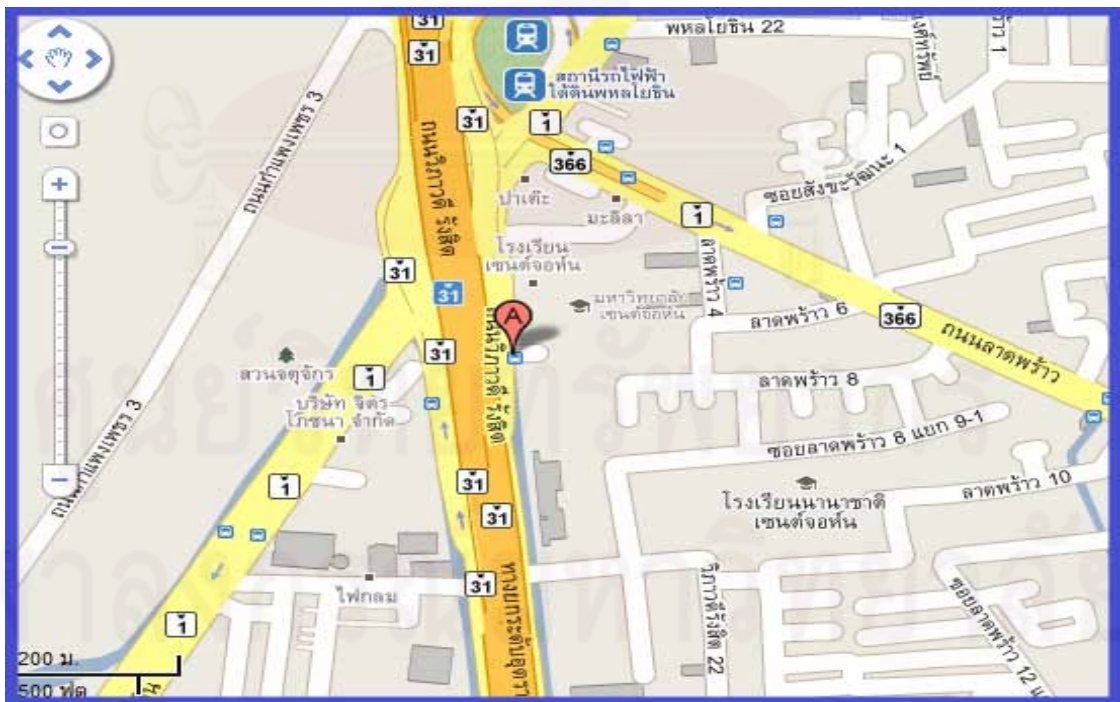 31
พหลโยธิน 22
31
สถานีรถไฟฟ้า
ใต้ดินพหลโยธิน
31
1
366
ถนนกำแพงเพชร 3
ถนนวิภาวดี รังสิต
ปาเต๊ะ
มะลิลา
ซอยสังขะวัฒนะ 1
1
โรงเรียน
เซนต์จอห์น
ลาดพร้าว 4
31
31
มหาวิทยาลัย
เซนต์จอห์น
ลาดพร้าว 6
366
ถนนลาดพร้าว
A
ถนนวิภาวดี รังสิต
31
สวนจตุจักร
1
ลาดพร้าว 8
บริษัท จิตร
โภชนา จำกัด
ซอยลาดพร้าว 8 แยก 9-1
ถนนกำแพงเพชร 3
1
31
31
โรงเรียนนานาชาติ
เซนต์จอห์น
ลาดพร้าว 10
31
ไฟกลม
1
วิภาวดีรังสิต 22
ซอยลาดพร้าว 12
200 ม.
500 ฟุต